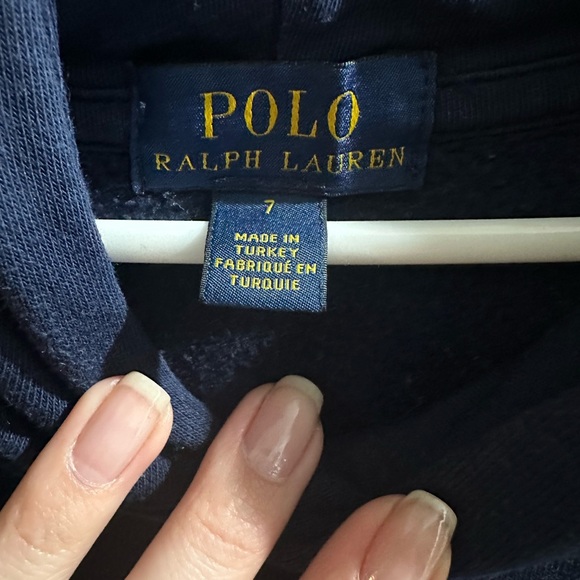 POLO
RALPH LAUREN
7
MADE IN
TURKEY
FABRIQUÉ EN
TURQUIE